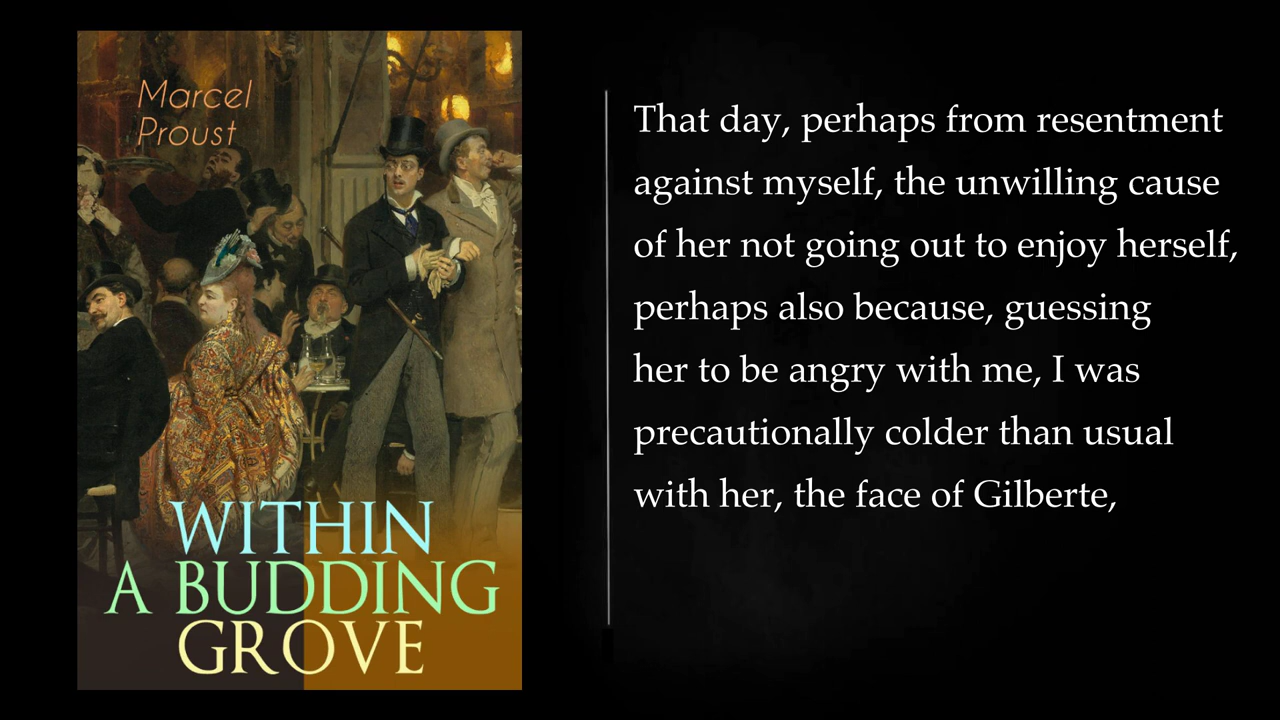 Marcel
Proust
WITHIN
A BUDDING
GROVE
That day, perhaps from resentment
against myself, the unwilling cause
of her not going out to enjoy herself,
perhaps also because, guessing
her to be angry with me, I was
precautionally colder than usual
with her, the face of Gilberte,